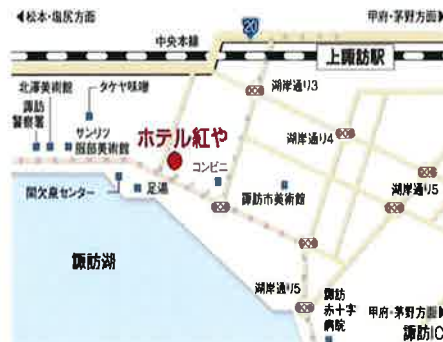 ◀松本・塩尻方面
20
甲府・茅野方面▶
中央本線
上諏訪駅
北澤美術館
タケヤ味噌
湖岸通り3
諏訪
警察署
サンリツ
服部美術館
ホテル紅や
湖岸通り4
コンビニ
湖岸通り5
間欠泉センター
足湯
諏訪市美術館
諏訪湖
湖岸通り5
諏訪
赤十字
病院
甲府・茅野方面▶
諏訪IC